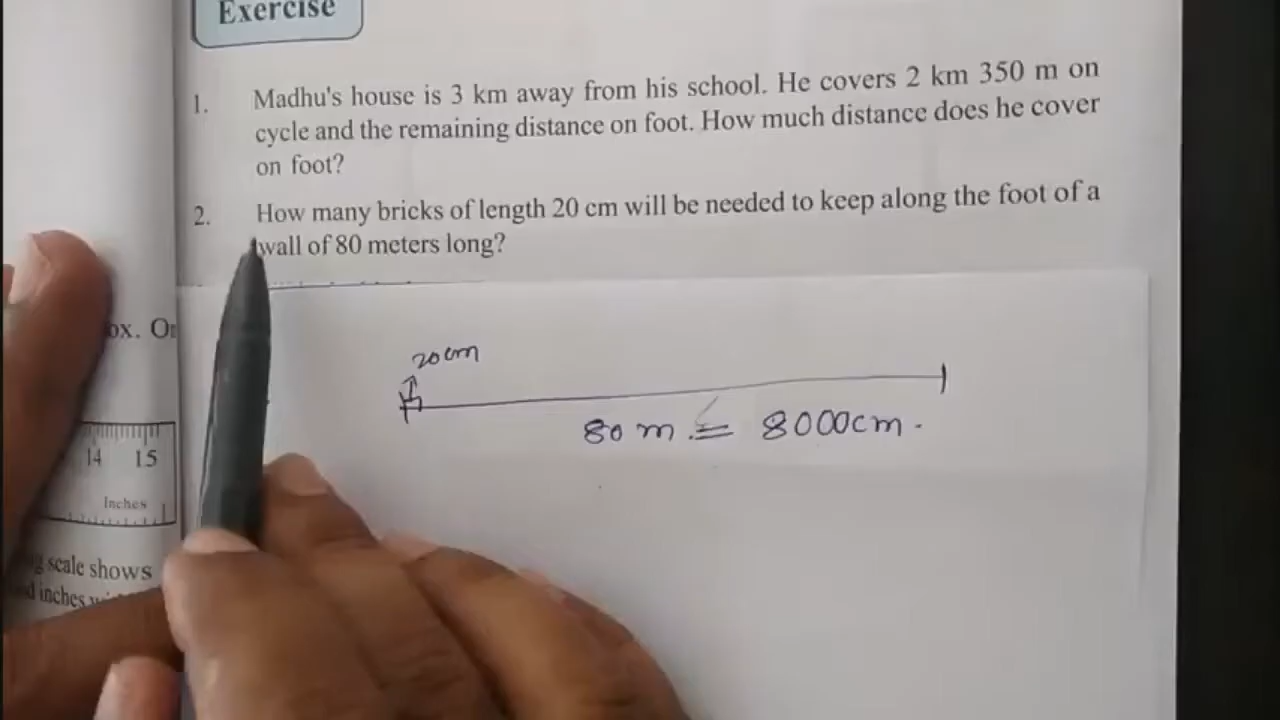 Exercise
1. Madhu's house is 3 km away from his school. He covers 2 km 350 m on
cycle and the remaining distance on foot. How much distance does he cover
on foot?
2. How many bricks of length 20 cm will be needed to keep along the foot of a
wall of 80 meters long?
20cm
80 m. = 8000cm.
14 15
Inches
scale shows
inches